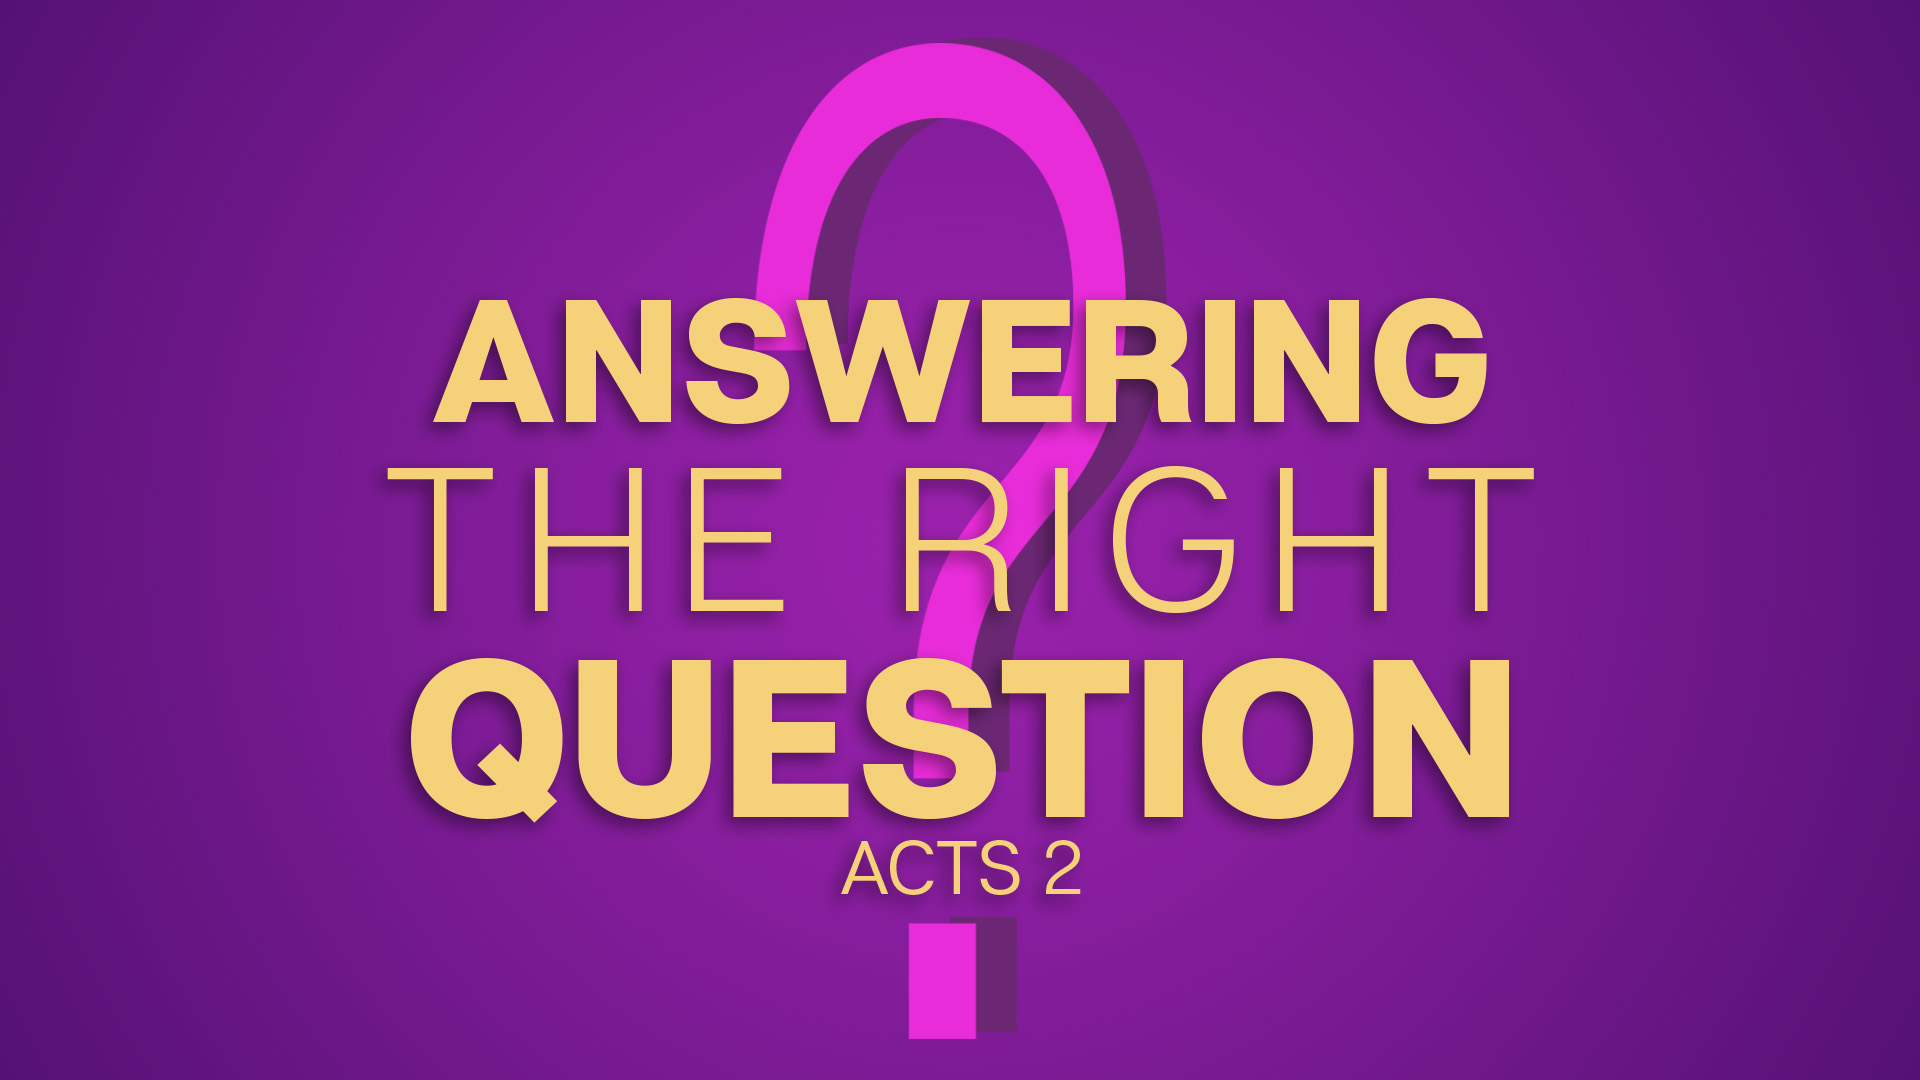 ANSWERING
THE RIGHT
QUESTION
ACTS 2
?